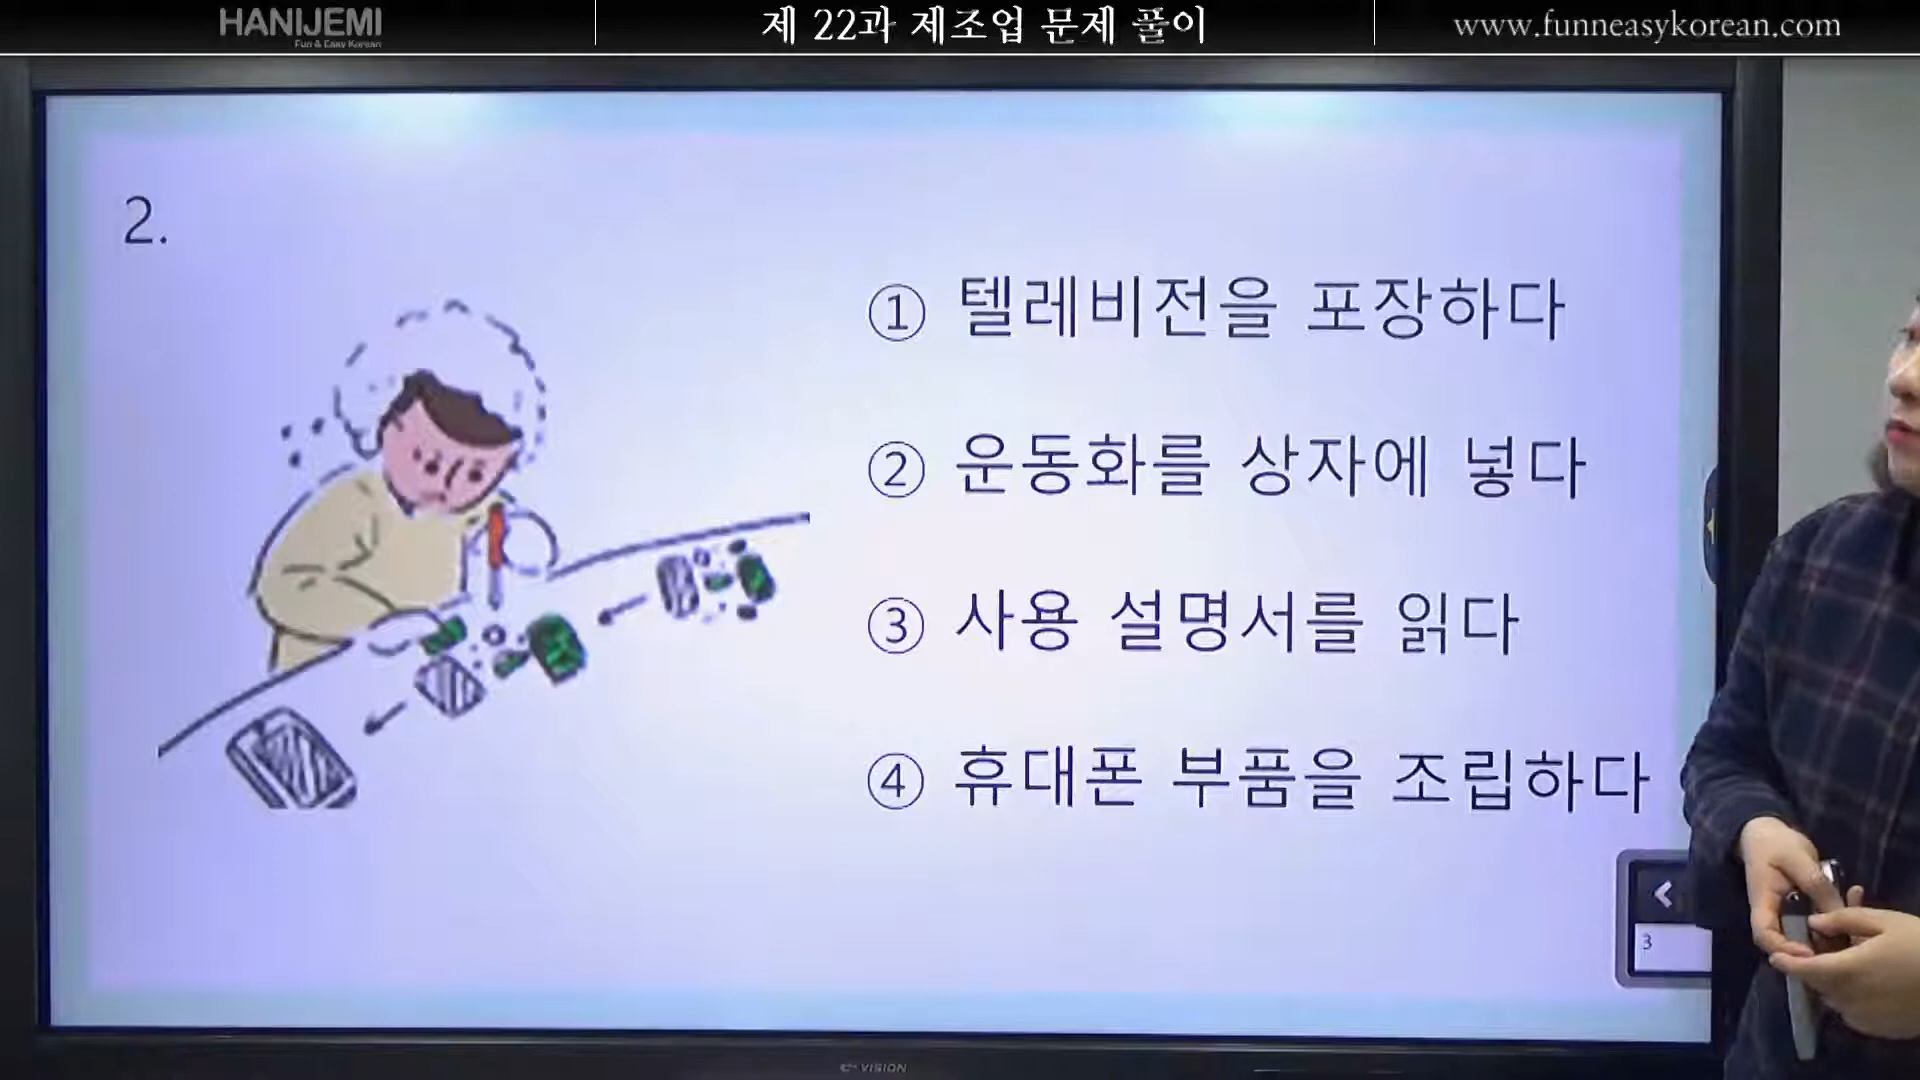 HANIJEMI
Fun & Easy Korean
제 22과 제조업 문제 풀이
www.funneasykorean.com
2.
① 텔레비전을 포장하다
② 운동화를 상자에 넣다
③ 사용 설명서를 읽다
④ 휴대폰 부품을 조립하다
3
VISION